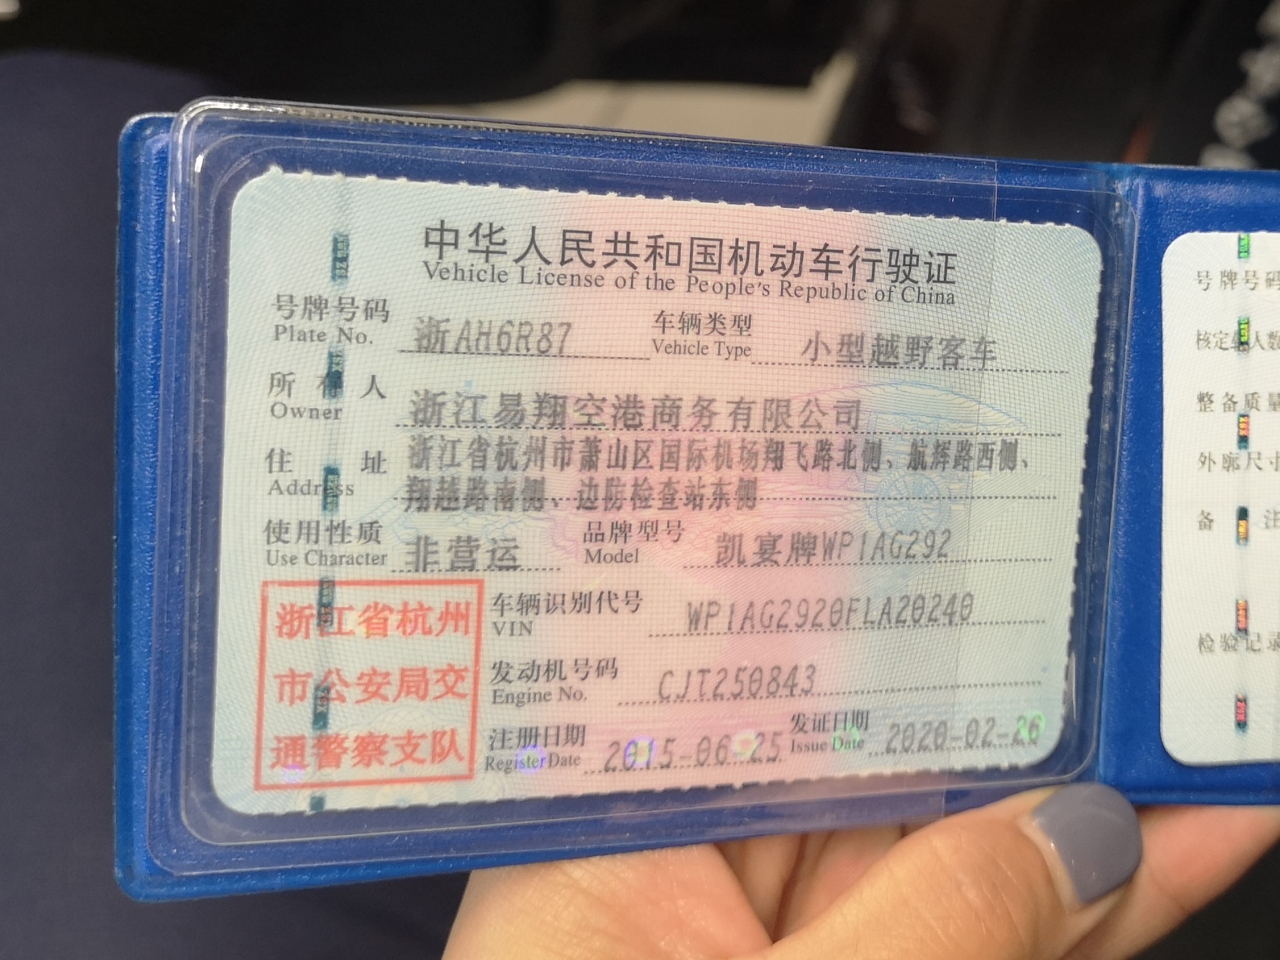 中华人民共和国机动车行驶证
Vehicle License of the People's Republic of China
号牌号码 浙AH6R87 车辆类型 小型越野客车
Plate No. Vehicle Type
所有人 浙江易翔空港商务有限公司
Owner
住址 浙江省杭州市萧山区国际机场翔飞路北侧、航辉路西侧、
Address 翔越路南侧、边防检查站东侧
使用性质 非营运 品牌型号 凯宴牌WP1AG292
Use Character Model
浙江省杭州
市公安局交
通警察支队
车辆识别代号 WP1AG2920FLA20240
VIN
发动机号码 CJT250843
Engine No.
注册日期 2015-06-25 发证日期 2020-02-26
Register Date Issue Date
号牌号码
核定载人数
整备质量
外廓尺寸
备注
检验记录